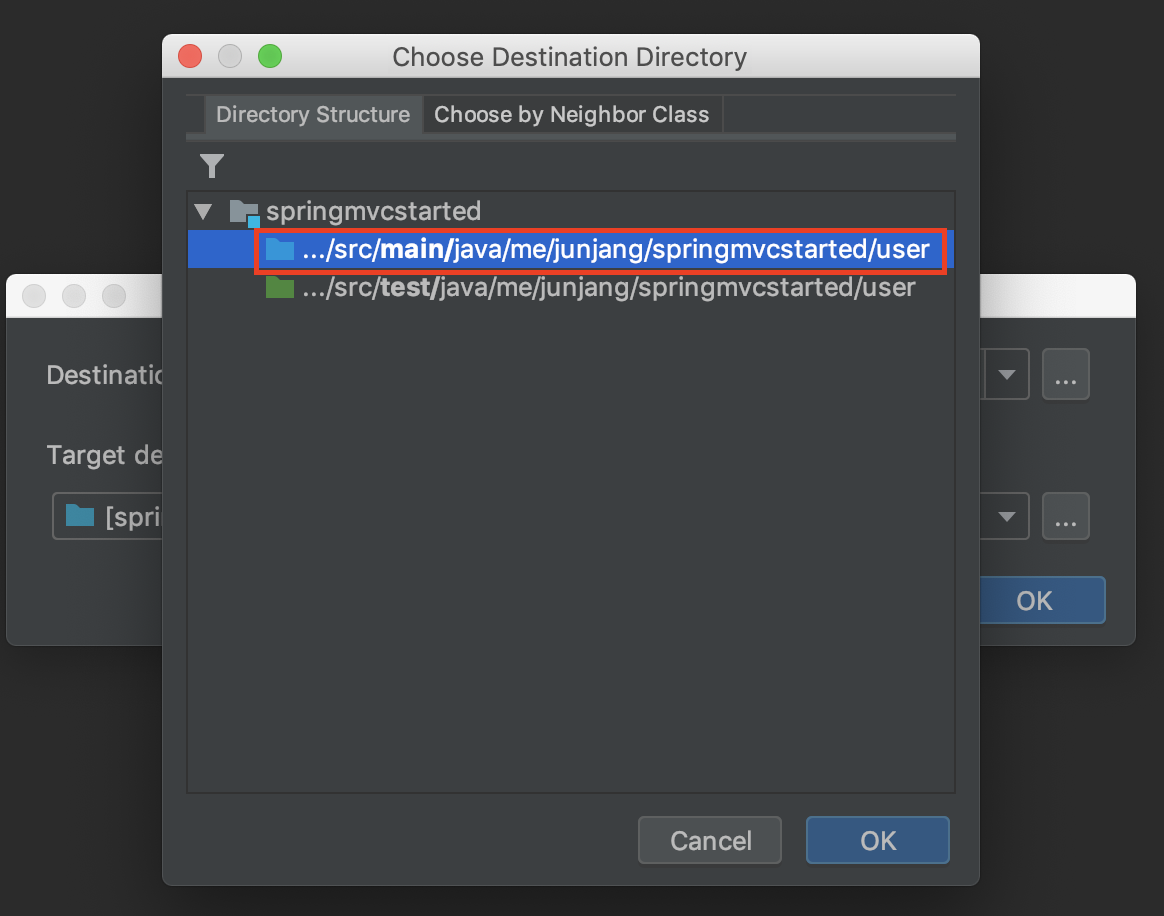 Choose Destination Directory
Directory Structure Choose by Neighbor Class
springmvcstarted
.../src/main/java/me/junjang/springmvcstarted/user
.../src/test/java/me/junjang/springmvcstarted/user
Destinatio
...
Target de
[spri
...
OK
Cancel OK